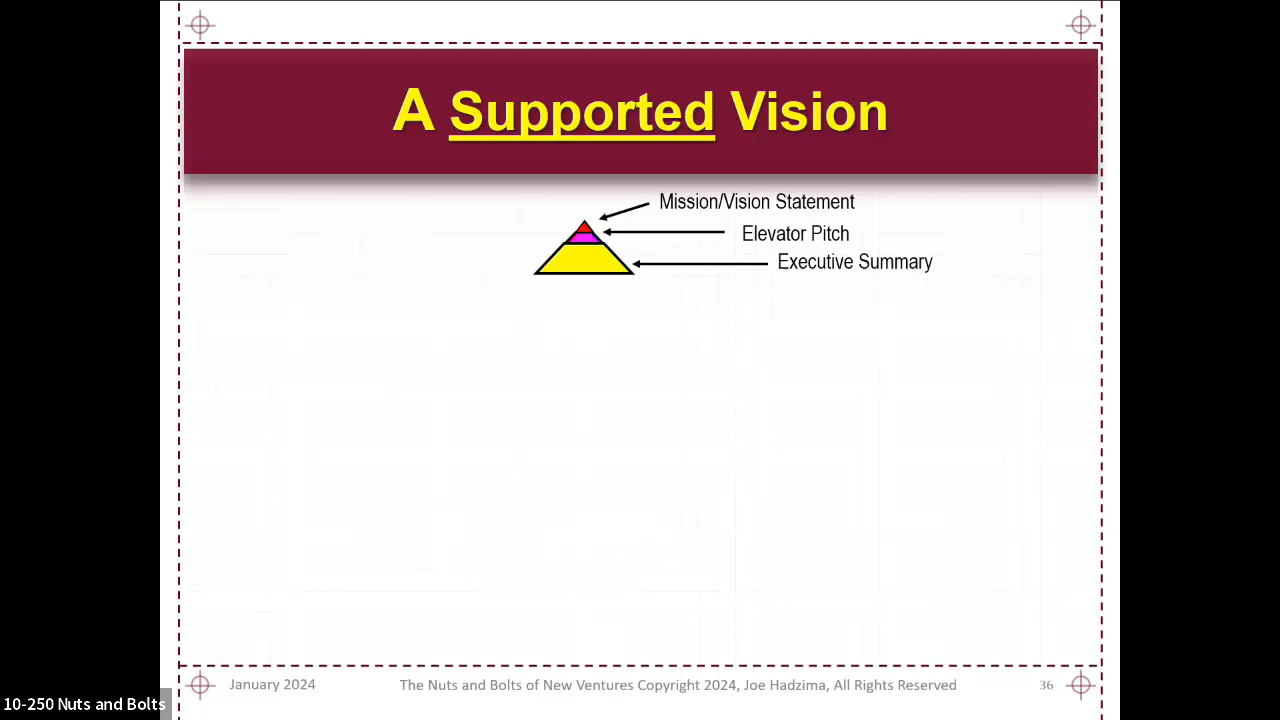 A Supported Vision
Mission/Vision Statement
Elevator Pitch
Executive Summary
January 2024
The Nuts and Bolts of New Ventures Copyright 2024, Joe Hadzima, All Rights Reserved
36
10-250 Nuts and Bolts